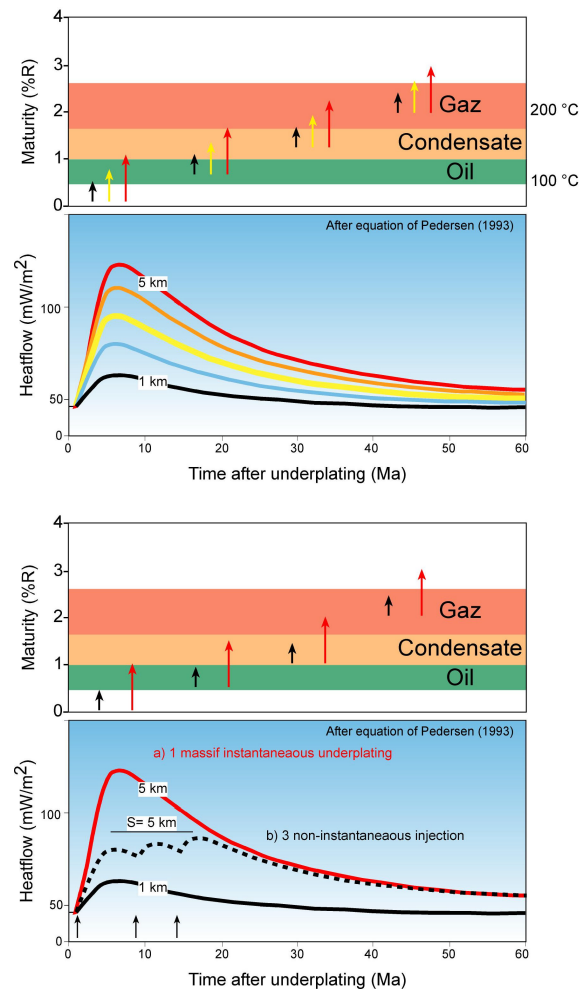 4
3
2
1
0
Maturity (%R)
Gaz
Condensate
Oil
200 °C
100 °C
After equation of Pedersen (1993)
5 km
1 km
100
50
0
Heatflow (mW/m²)
0 10 20 30 40 50 60
Time after underplating (Ma)
4
3
2
1
0
Maturity (%R)
Gaz
Condensate
Oil
After equation of Pedersen (1993)
a) 1 massif instantaneaous underplating
5 km
S= 5 km
b) 3 non-instantaneous injection
1 km
100
50
0
Heatflow (mW/m²)
0 10 20 30 40 50 60
Time after underplating (Ma)